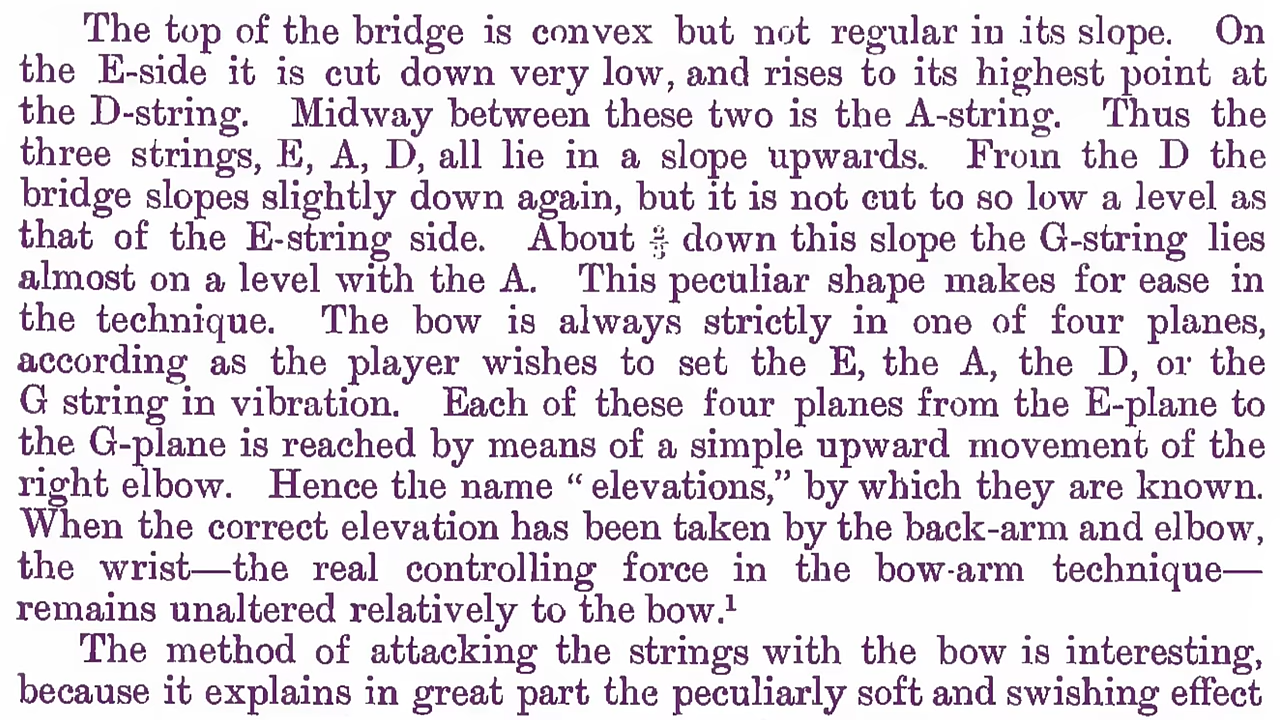 The top of the bridge is convex but not regular in its slope. On
the E-side it is cut down very low, and rises to its highest point at
the D-string. Midway between these two is the A-string. Thus the
three strings, E, A, D, all lie in a slope upwards. From the D the
bridge slopes slightly down again, but it is not cut to so low a level as
that of the E-string side. About down this slope the G-string lies
almost on a level with the A. This peculiar shape makes for ease in
the technique. The bow is always strictly in one of four planes,
according as the player wishes to set the E, the A, the D, or the
G string in vibration. Each of these four planes from the E-plane to
the G-plane is reached by means of a simple upward movement of the
right elbow. Hence the name “elevations,” by which they are known.
When the correct elevation has been taken by the back-arm and elbow,
the wrist—the real controlling force in the bow-arm technique—
remains unaltered relatively to the bow.¹
The method of attacking the strings with the bow is interesting,
because it explains in great part the peculiarly soft and swishing effect